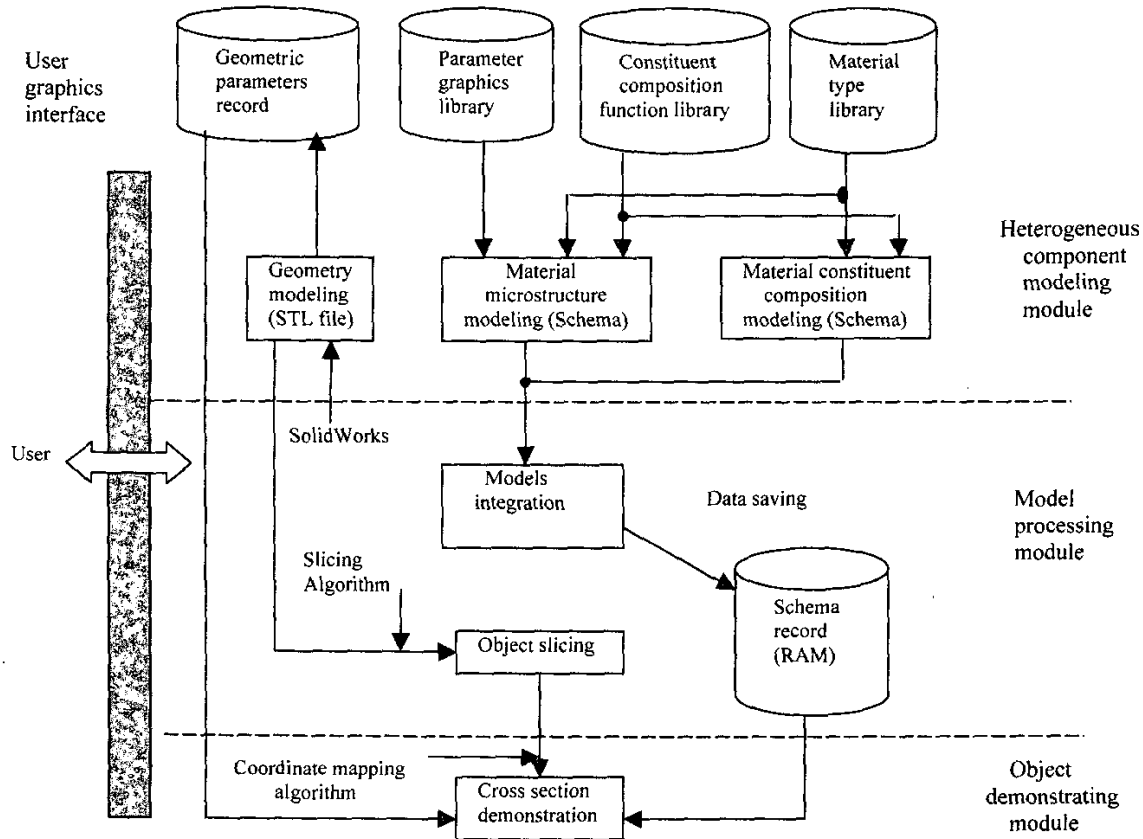 User
graphics
interface
Geometric
parameters
record
Parameter
graphics
library
Constituent
composition
function library
Material
type
library
Heterogeneous
component
modeling
module
Geometry
modeling
(STL file)
Material
microstructure
modeling (Schema)
Material constituent
composition
modeling (Schema)
SolidWorks
User
Models
integration
Data saving
Model
processing
module
Slicing
Algorithm
Schema
record
(RAM)
Object slicing
Coordinate mapping
algorithm
Cross section
demonstration
Object
demonstrating
module